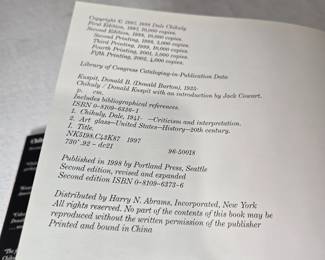 Copyright © 1997, 1998 Dale Chihuly
First Edition, 1997, 10,000 copies
Second Edition, 1998, 10,000 copies.
Second Printing, 1998, 5,000 copies.
Third Printing, 1999, 10,000 copies
Fourth Printing, 2001, 5,000 copies
Fifth Printing, 2002, 4,000 copies.
Library of Congress Cataloging-in-Publication Data
Kuspit, Donald B. (Donald Burton), 1935-
Chihuly / Donald Kuspit with an introduction by Jack Cowart.
p. cm.
Includes bibliographical references.
ISBN
1. Chihuly, Dale, 1941- —Criticism and interpretation.
2. Art glass—United States—History—20th century.
I. Title.
NK5198.C43K87 1997
730'.92 - dc21 96-50018
Published in 1998 by Portland Press, Seattle
Second edition, revised and expanded
Second edition ISBN 0-8109-6373-6
Distributed by Harry N. Abrams, Incorporated, New York
All rights reserved. No part of the contents of this book may be
reproduced without the written permission of the publisher
Printed and bound in China